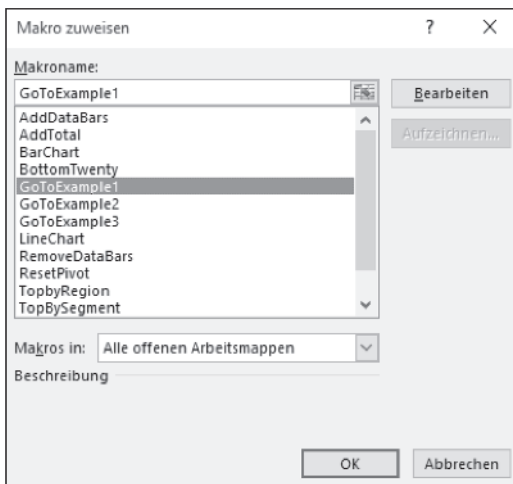 Makro zuweisen ? X
Makroname:
GoToExample1
Bearbeiten
Aufzeichnen...
AddDataBars
AddTotal
BarChart
BottomTwenty
GoToExample1
GoToExample2
GoToExample3
LineChart
RemoveDataBars
ResetPivot
TopbyRegion
TopBySegment
Makros in: Alle offenen Arbeitsmappen
Beschreibung
OK Abbrechen